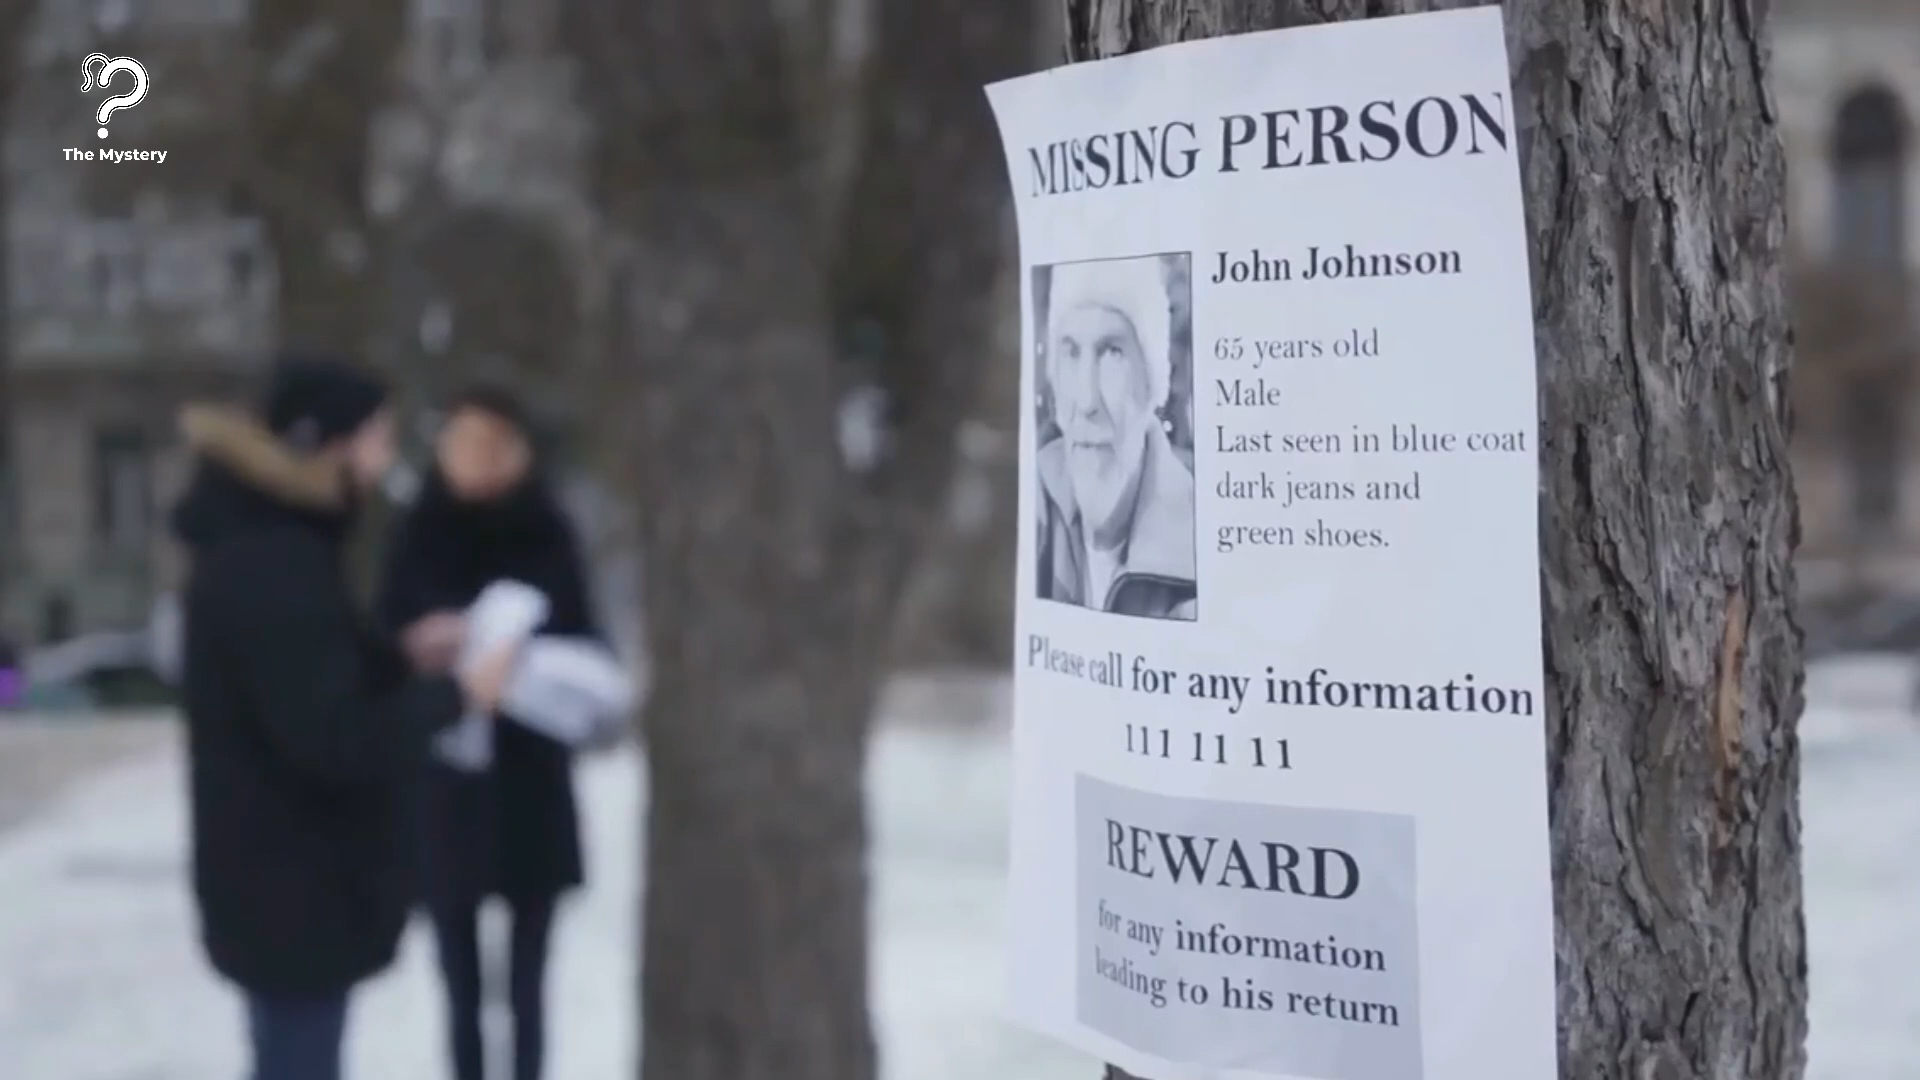 The Mystery
MISSING PERSON
John Johnson
65 years old
Male
Last seen in blue coat
dark jeans and
green shoes.
Please call for any information
111 11 11
REWARD
for any information
leading to his return